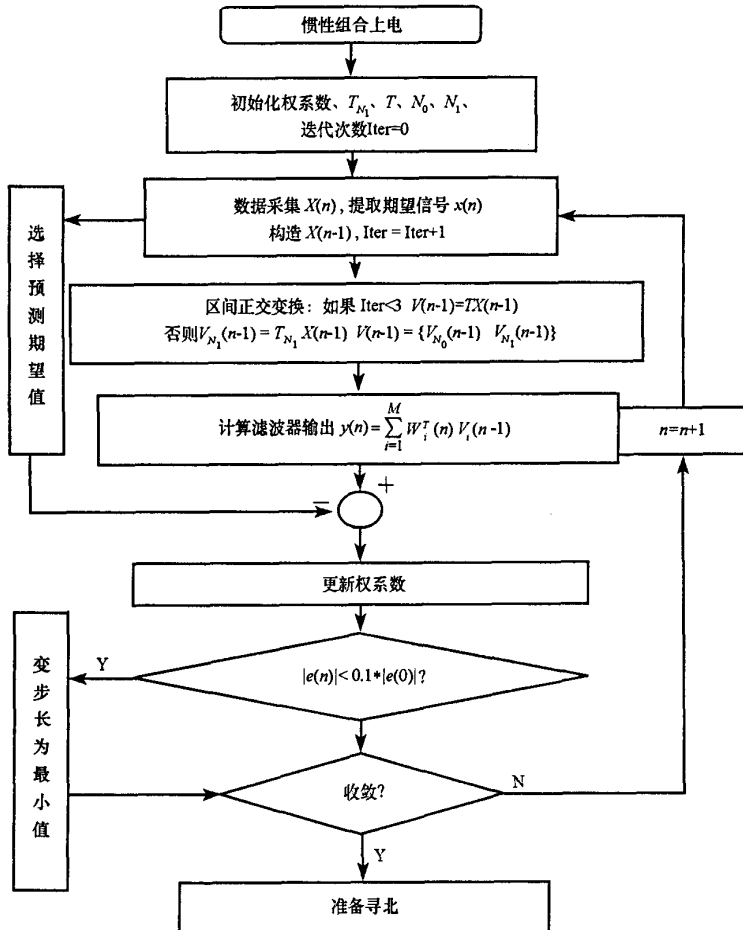 惯性组合上电
初始化权系数、T_{N_1}、T、N_0、N_1、
迭代次数Iter=0
数据采集 X(n), 提取期望信号 x(n)
构造 X(n-1), Iter = Iter+1
选择预测期望值
区间正交变换：如果 Iter<3 V(n-1)=TX(n-1)
否则V_{N_1}(n-1) = T_{N_1} X(n-1) V(n-1) = {V_{N_0}(n-1) V_{N_1}(n-1)}
计算滤波器输出 y(n)=\sum_{i=1}^{M} W_i^T(n) V_i(n-1)
n=n+1
+
−
更新权系数
|e(n)|< 0.1*|e(0)|?
Y
变步长为最小值
收敛?
N
Y
准备寻北